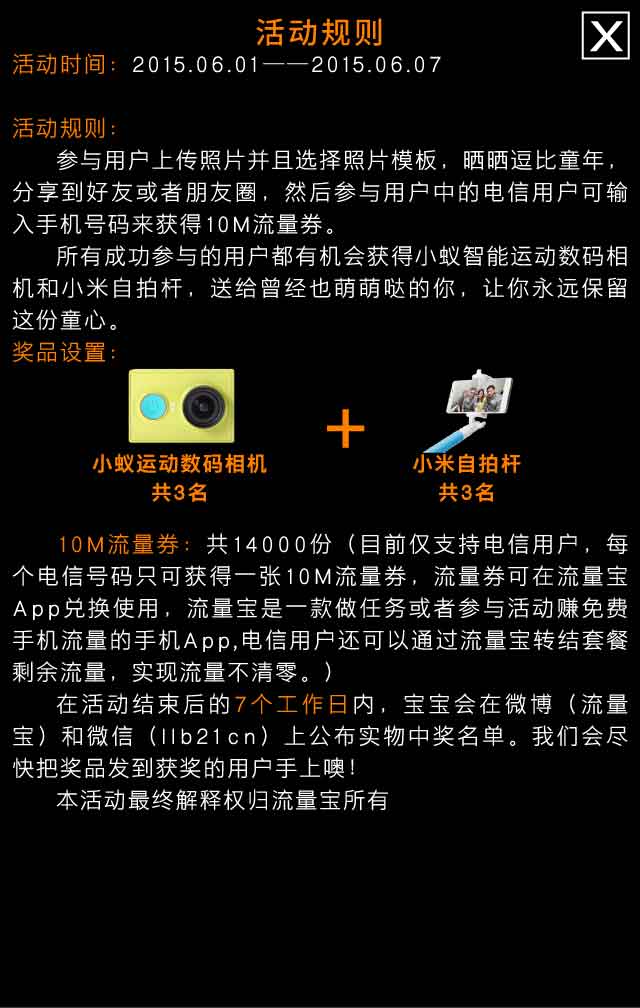 活动规则
X
活动时间：2015.06.01——2015.06.07
活动规则：
参与用户上传照片并且选择照片模板，晒晒逗比童年，
分享到好友或者朋友圈，然后参与用户中的电信用户可输
入手机号码来获得10M流量券。
所有成功参与的用户都有机会获得小蚁智能运动数码相
机和小米自拍杆，送给曾经也萌萌哒的你，让你永远保留
这份童心。
奖品设置：
+
小蚁运动数码相机
共3名
小米自拍杆
共3名
10M流量券：共14000份（目前仅支持电信用户，每
个电信号码只可获得一张10M流量券，流量券可在流量宝
App兑换使用，流量宝是一款做任务或者参与活动赚免费
手机流量的手机App,电信用户还可以通过流量宝转结套餐
剩余流量，实现流量不清零。）
在活动结束后的7个工作日内，宝宝会在微博（流量
宝）和微信（llb21cn）上公布实物中奖名单。我们会尽
快把奖品发到获奖的用户手上噢！
本活动最终解释权归流量宝所有